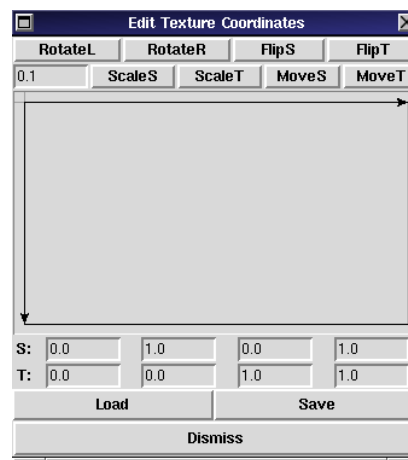 Edit Texture Coordinates
RotateL RotateR FlipS FlipT
0.1 ScaleS ScaleT MoveS MoveT
S: 0.0 1.0 0.0 1.0
T: 0.0 0.0 1.0 1.0
Load Save
Dismiss